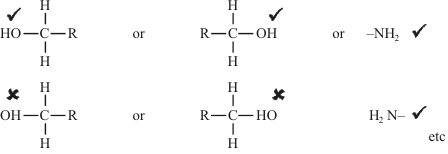 ✓ H H ✓
HO–C–R or R–C–OH or –NH₂ ✓
H H
✘ H H ✘
OH–C–R or R–C–HO H₂ N– ✓
H H
etc